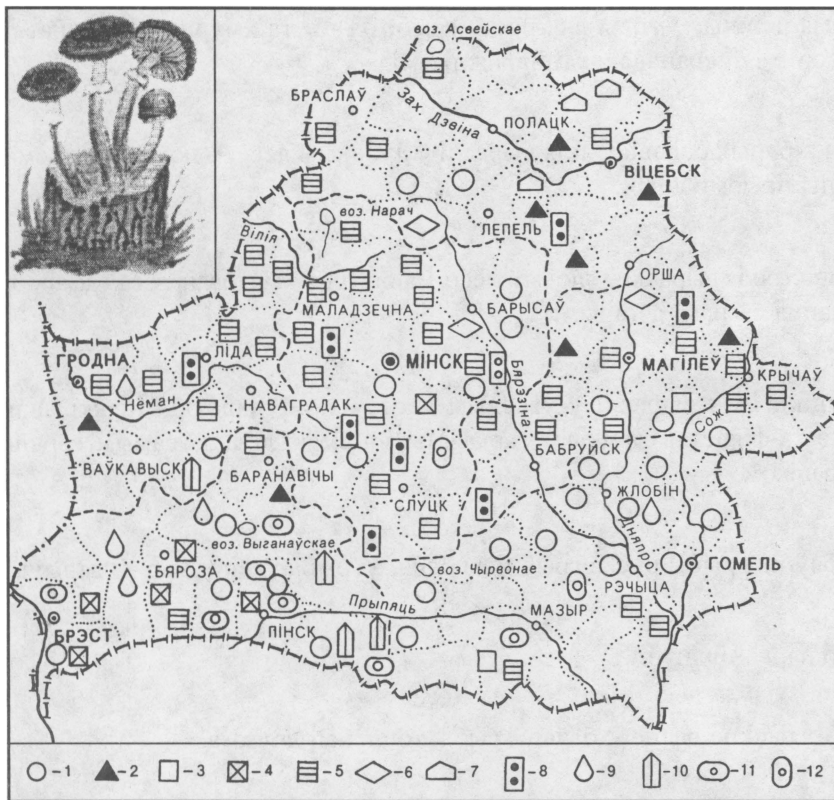 воз. Асвейскае
БРАСЛАЎ
Зах. Дзвіна
ПОЛАЦК
ВІЦЕБСК
воз. Нарач
ЛЕПЕЛЬ
Вілія
ОРША
МАЛАДЗЕЧНА
БАРЫСАЎ
ГРОДНА
ЛІДА
МІНСК
МАГІЛЁЎ
КРЫЧАЎ
Нёман
НАВАГРАДАК
Бярэзіна
Сож
ВАЎКАВЫСК
БАРАНАВІЧЫ
БАБРУЙСК
СЛУЦК
ЖЛОБІН
воз. Выганаўскае
Дняпро
БЯРОЗА
воз. Чырвонае
РЭЧЫЦА
ГОМЕЛЬ
Прыпяць
МАЗЫР
БРЭСТ
ПІНСК
-1 -2 -3 -4 -5 -6 -7 -8 -9 -10 -11 -12